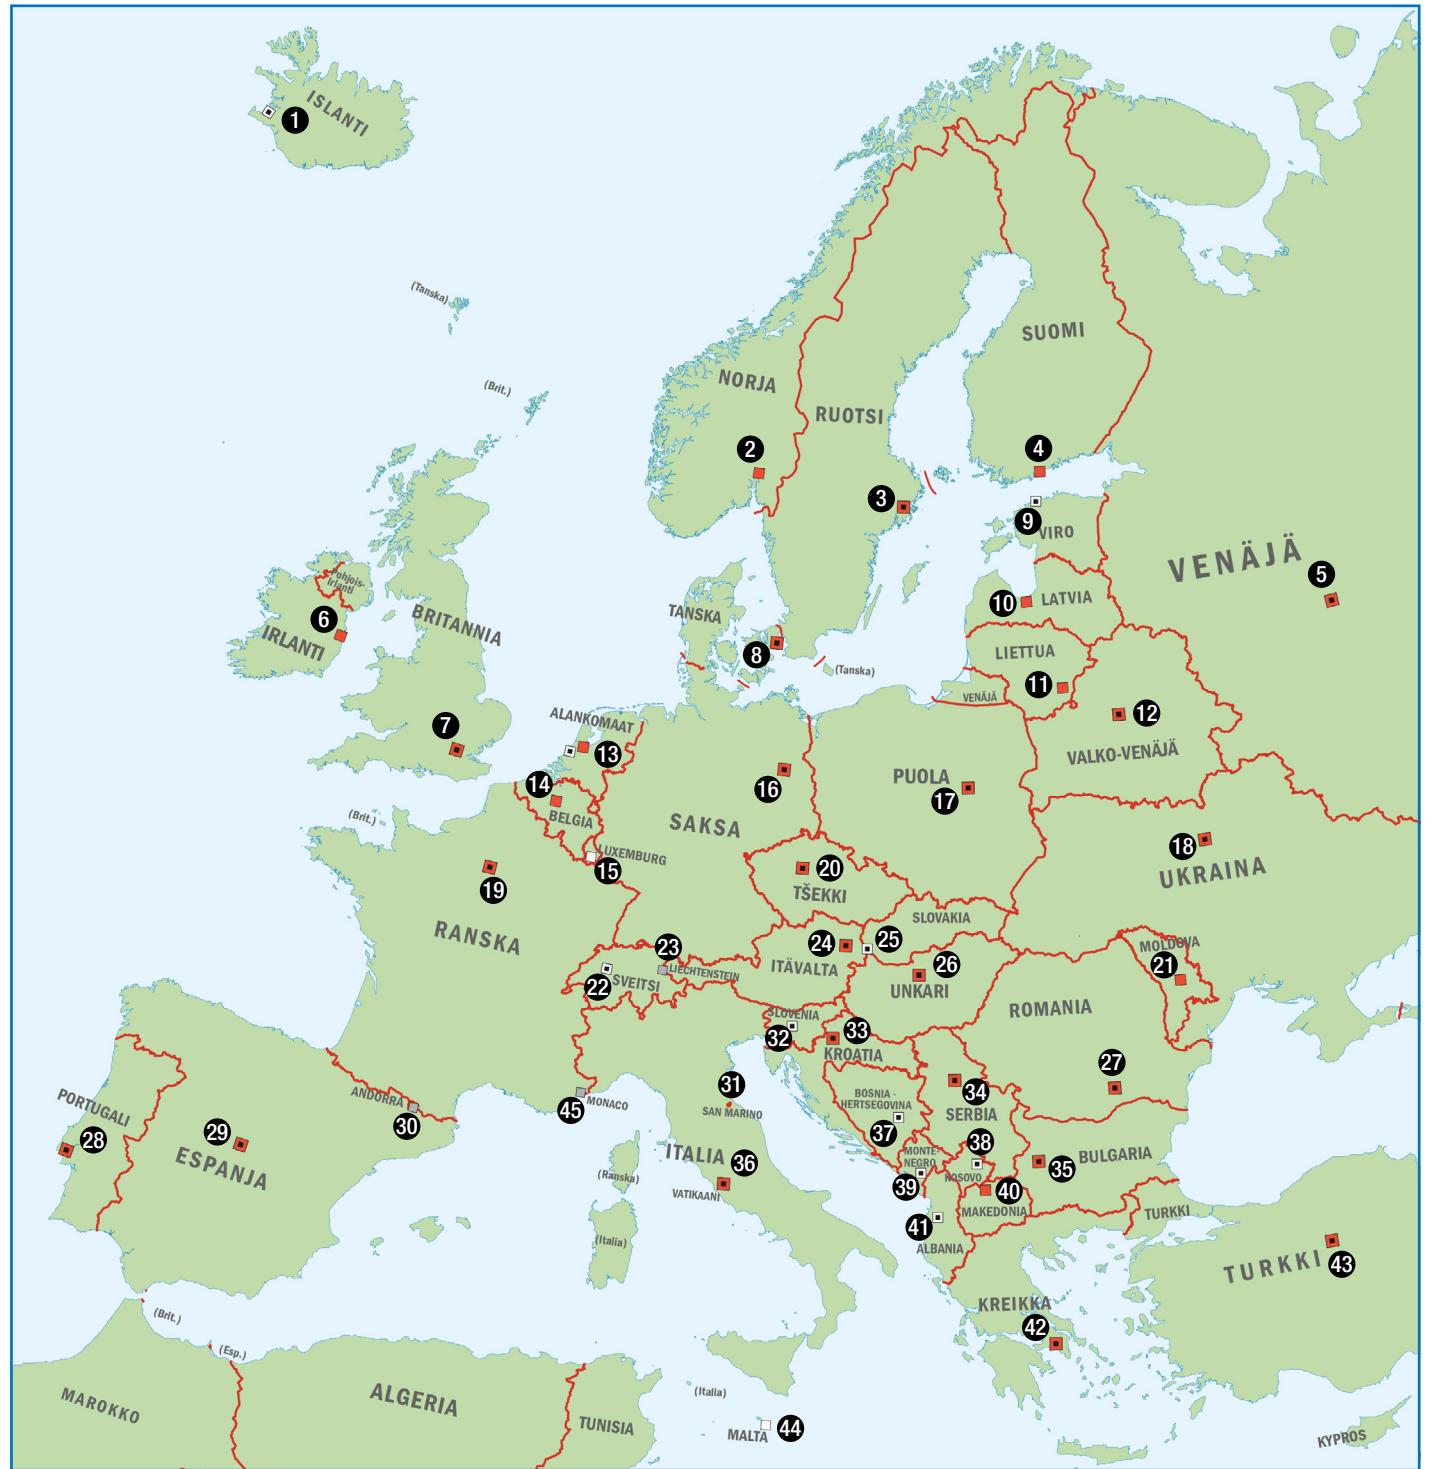 ISLANTI
1
(Tanska)
SUOMI
(Brit.)
NORJA
RUOTSI
2
4
3
9
VIRO
VENÄJÄ
5
Pohjois-
Irlanti
10
LATVIA
TANSKA
6
BRITANNIA
IRLANTI
8
LIETTUA
(Tanska)
11
VENÄJÄ
ALANKOMAAT
12
7
13
VALKO-VENÄJÄ
14
16
PUOLA
17
BELGIA
SAKSA
(Brit.)
18
LUXEMBURG
15
UKRAINA
19
20
TŠEKKI
SLOVAKIA
RANSKA
24
25
MOLDOVA
23
LIECHTENSTEIN
ITÄVALTA
26
21
22
SVEITSI
UNKARI
ROMANIA
SLOVENIA
32
33
KROATIA
27
31
34
ANDORRA
MONACO
BOSNIA -
HERTSEGOVINA
PORTUGALI
45
SAN MARINO
SERBIA
30
28
29
37
38
ESPANJA
ITALIA
36
MONTE-
NEGRO
35
BULGARIA
(Ranska)
VATIKAANI
39
KOSOVO
40
MAKEDONIA
TURKKI
41
(Italia)
ALBANIA
TURKKI
43
KREIKKA
(Brit.)
42
(Esp.)
MAROKKO
ALGERIA
(Italia)
TUNISIA
MALTA
44
KYPROS